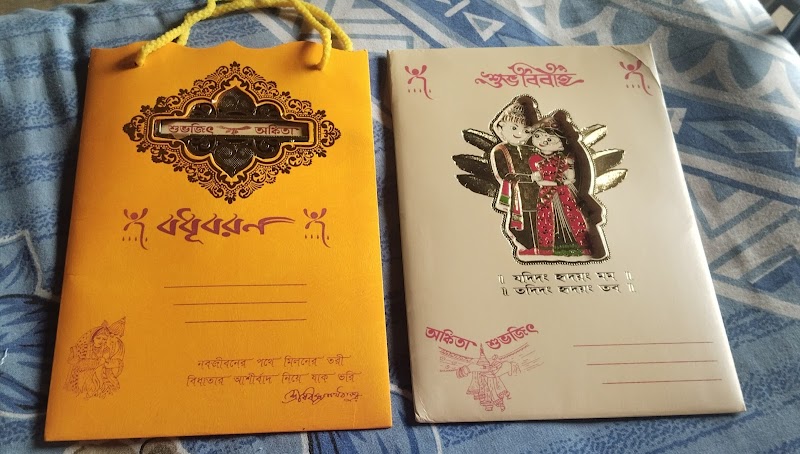 শুভজিৎ অঙ্কিতা
বধূবরন
নবজীবনের পথে মিলনের তরী
বিধাতার আশীর্বাদ নিয়ে যাক ভরি
শুভবিবাহ
॥ যদিদং হৃদয়ং মম ॥
॥ তদিদং হৃদয়ং তব ॥
অঙ্কিতা শুভজিৎ